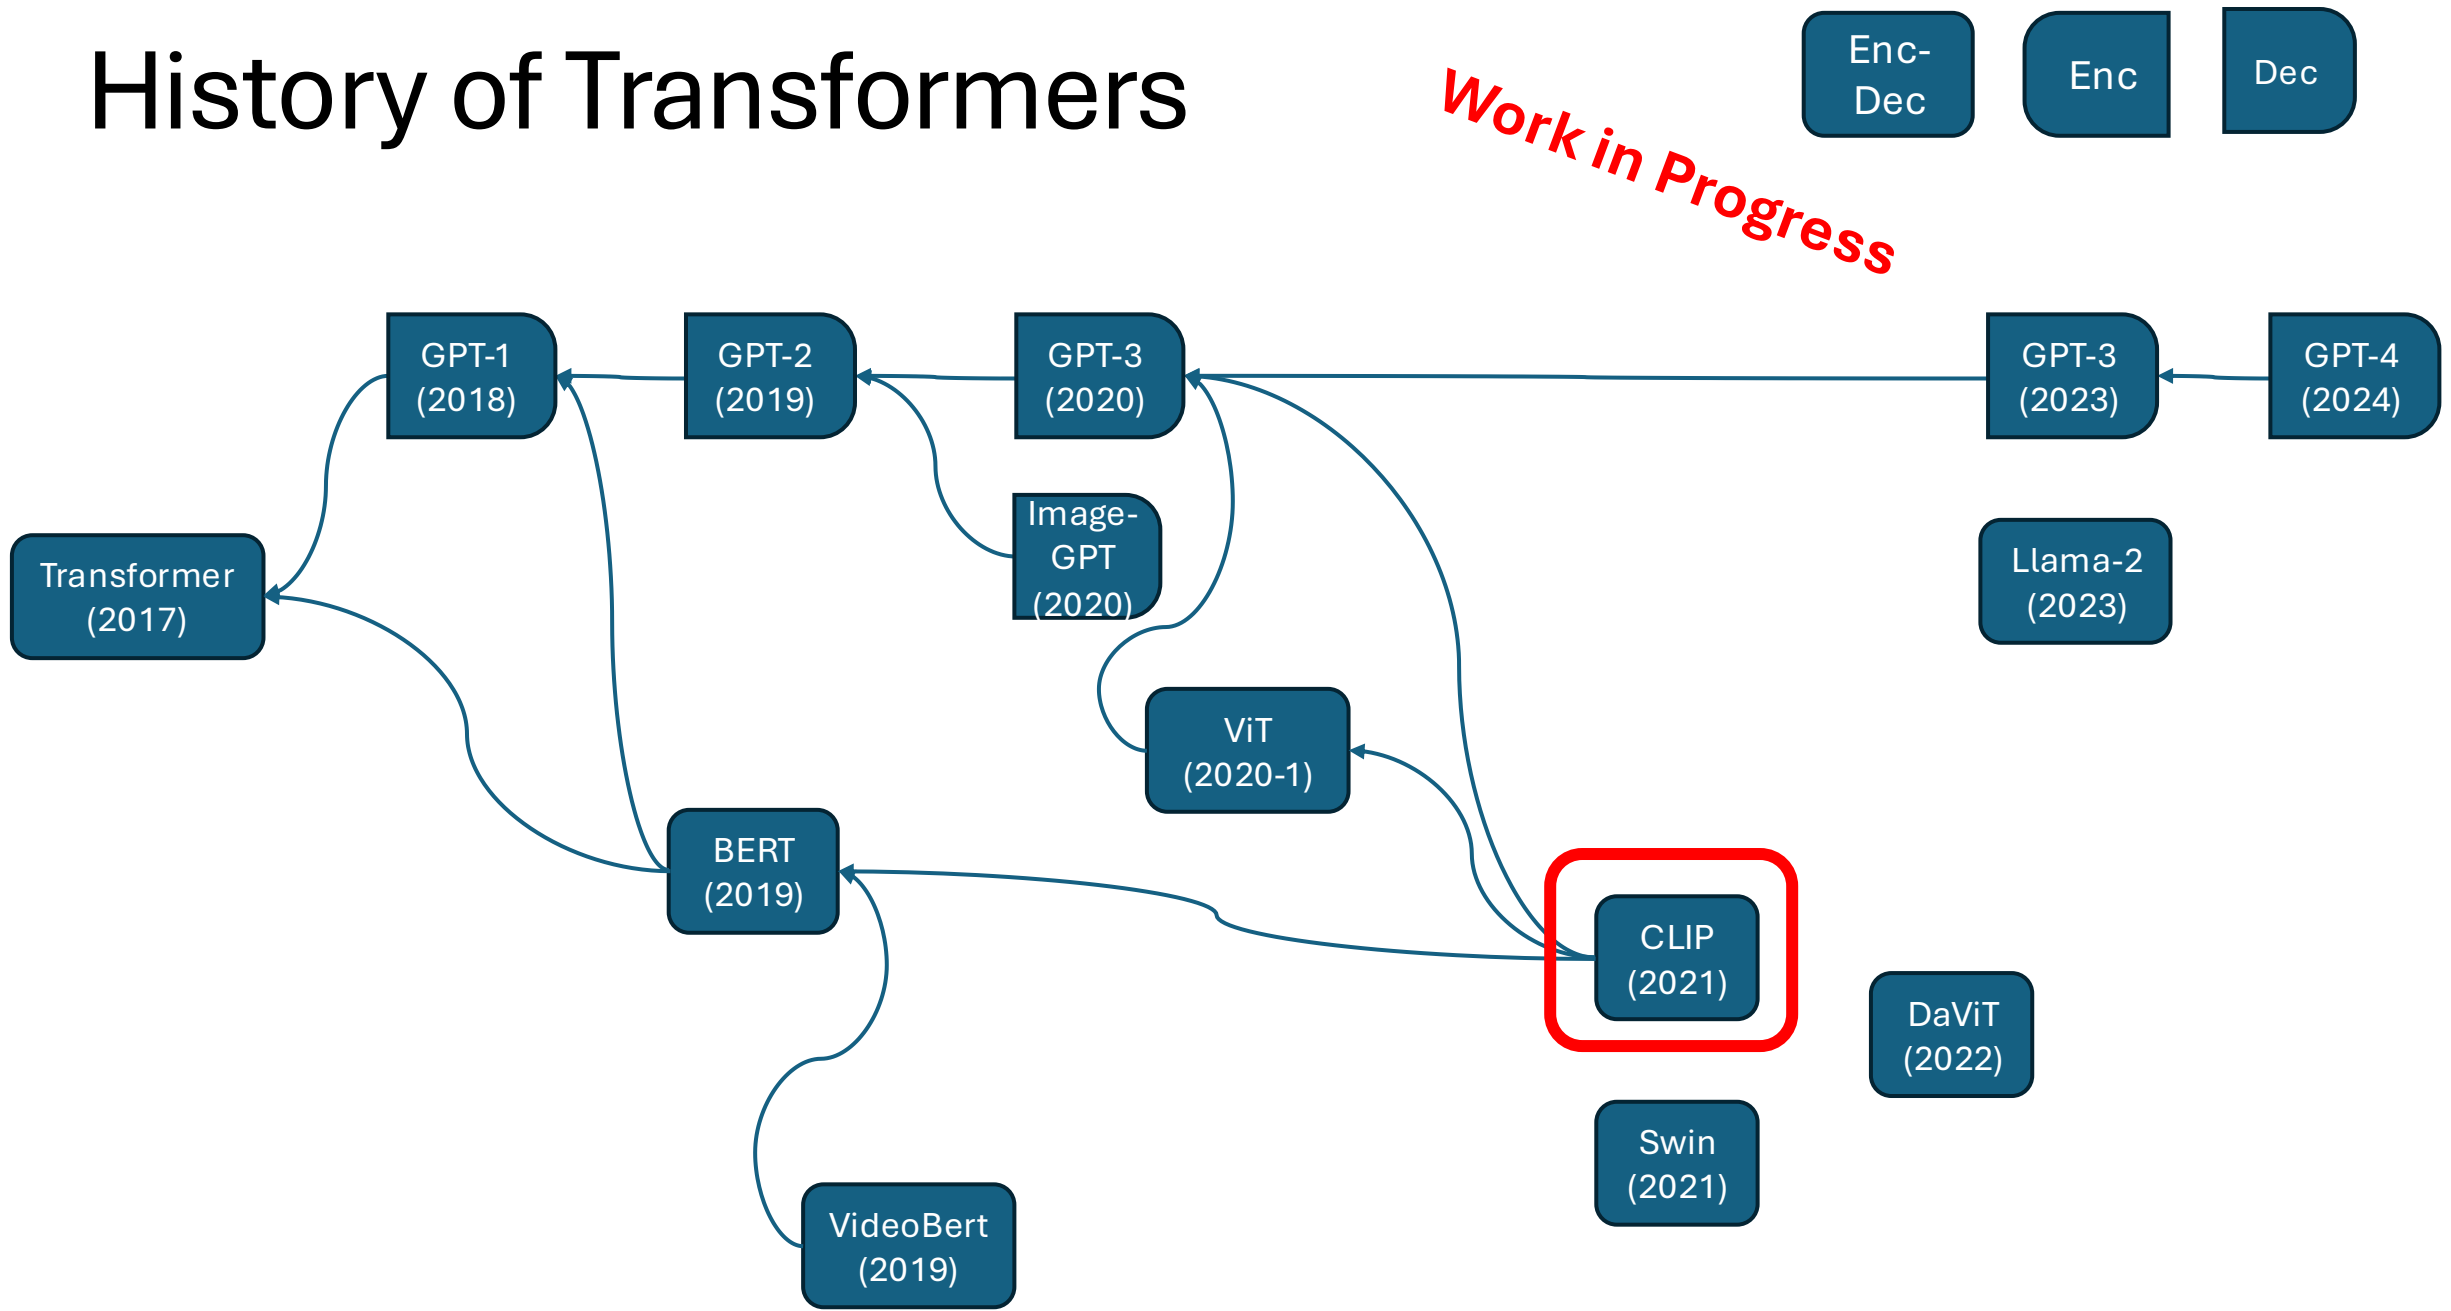 History of Transformers
Work in Progress
Enc-
Dec
Enc
Dec
GPT-1
(2018)
GPT-2
(2019)
GPT-3
(2020)
GPT-3
(2023)
GPT-4
(2024)
Image-
GPT
(2020)
Llama-2
(2023)
Transformer
(2017)
ViT
(2020-1)
BERT
(2019)
CLIP
(2021)
DaViT
(2022)
Swin
(2021)
VideoBert
(2019)